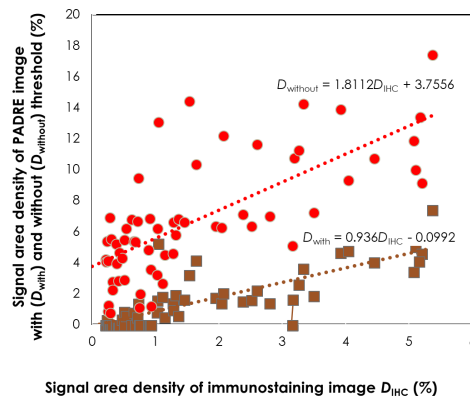 Signal area density of PADRE image
with (Dwith) and without (Dwithout) threshold (%)
20
18
16
14
12
10
8
6
4
2
0
Dwithout = 1.8112DIHC + 3.7556
Dwith = 0.936DIHC - 0.0992
0 1 2 3 4 5 6
Signal area density of immunostaining image DIHC (%)